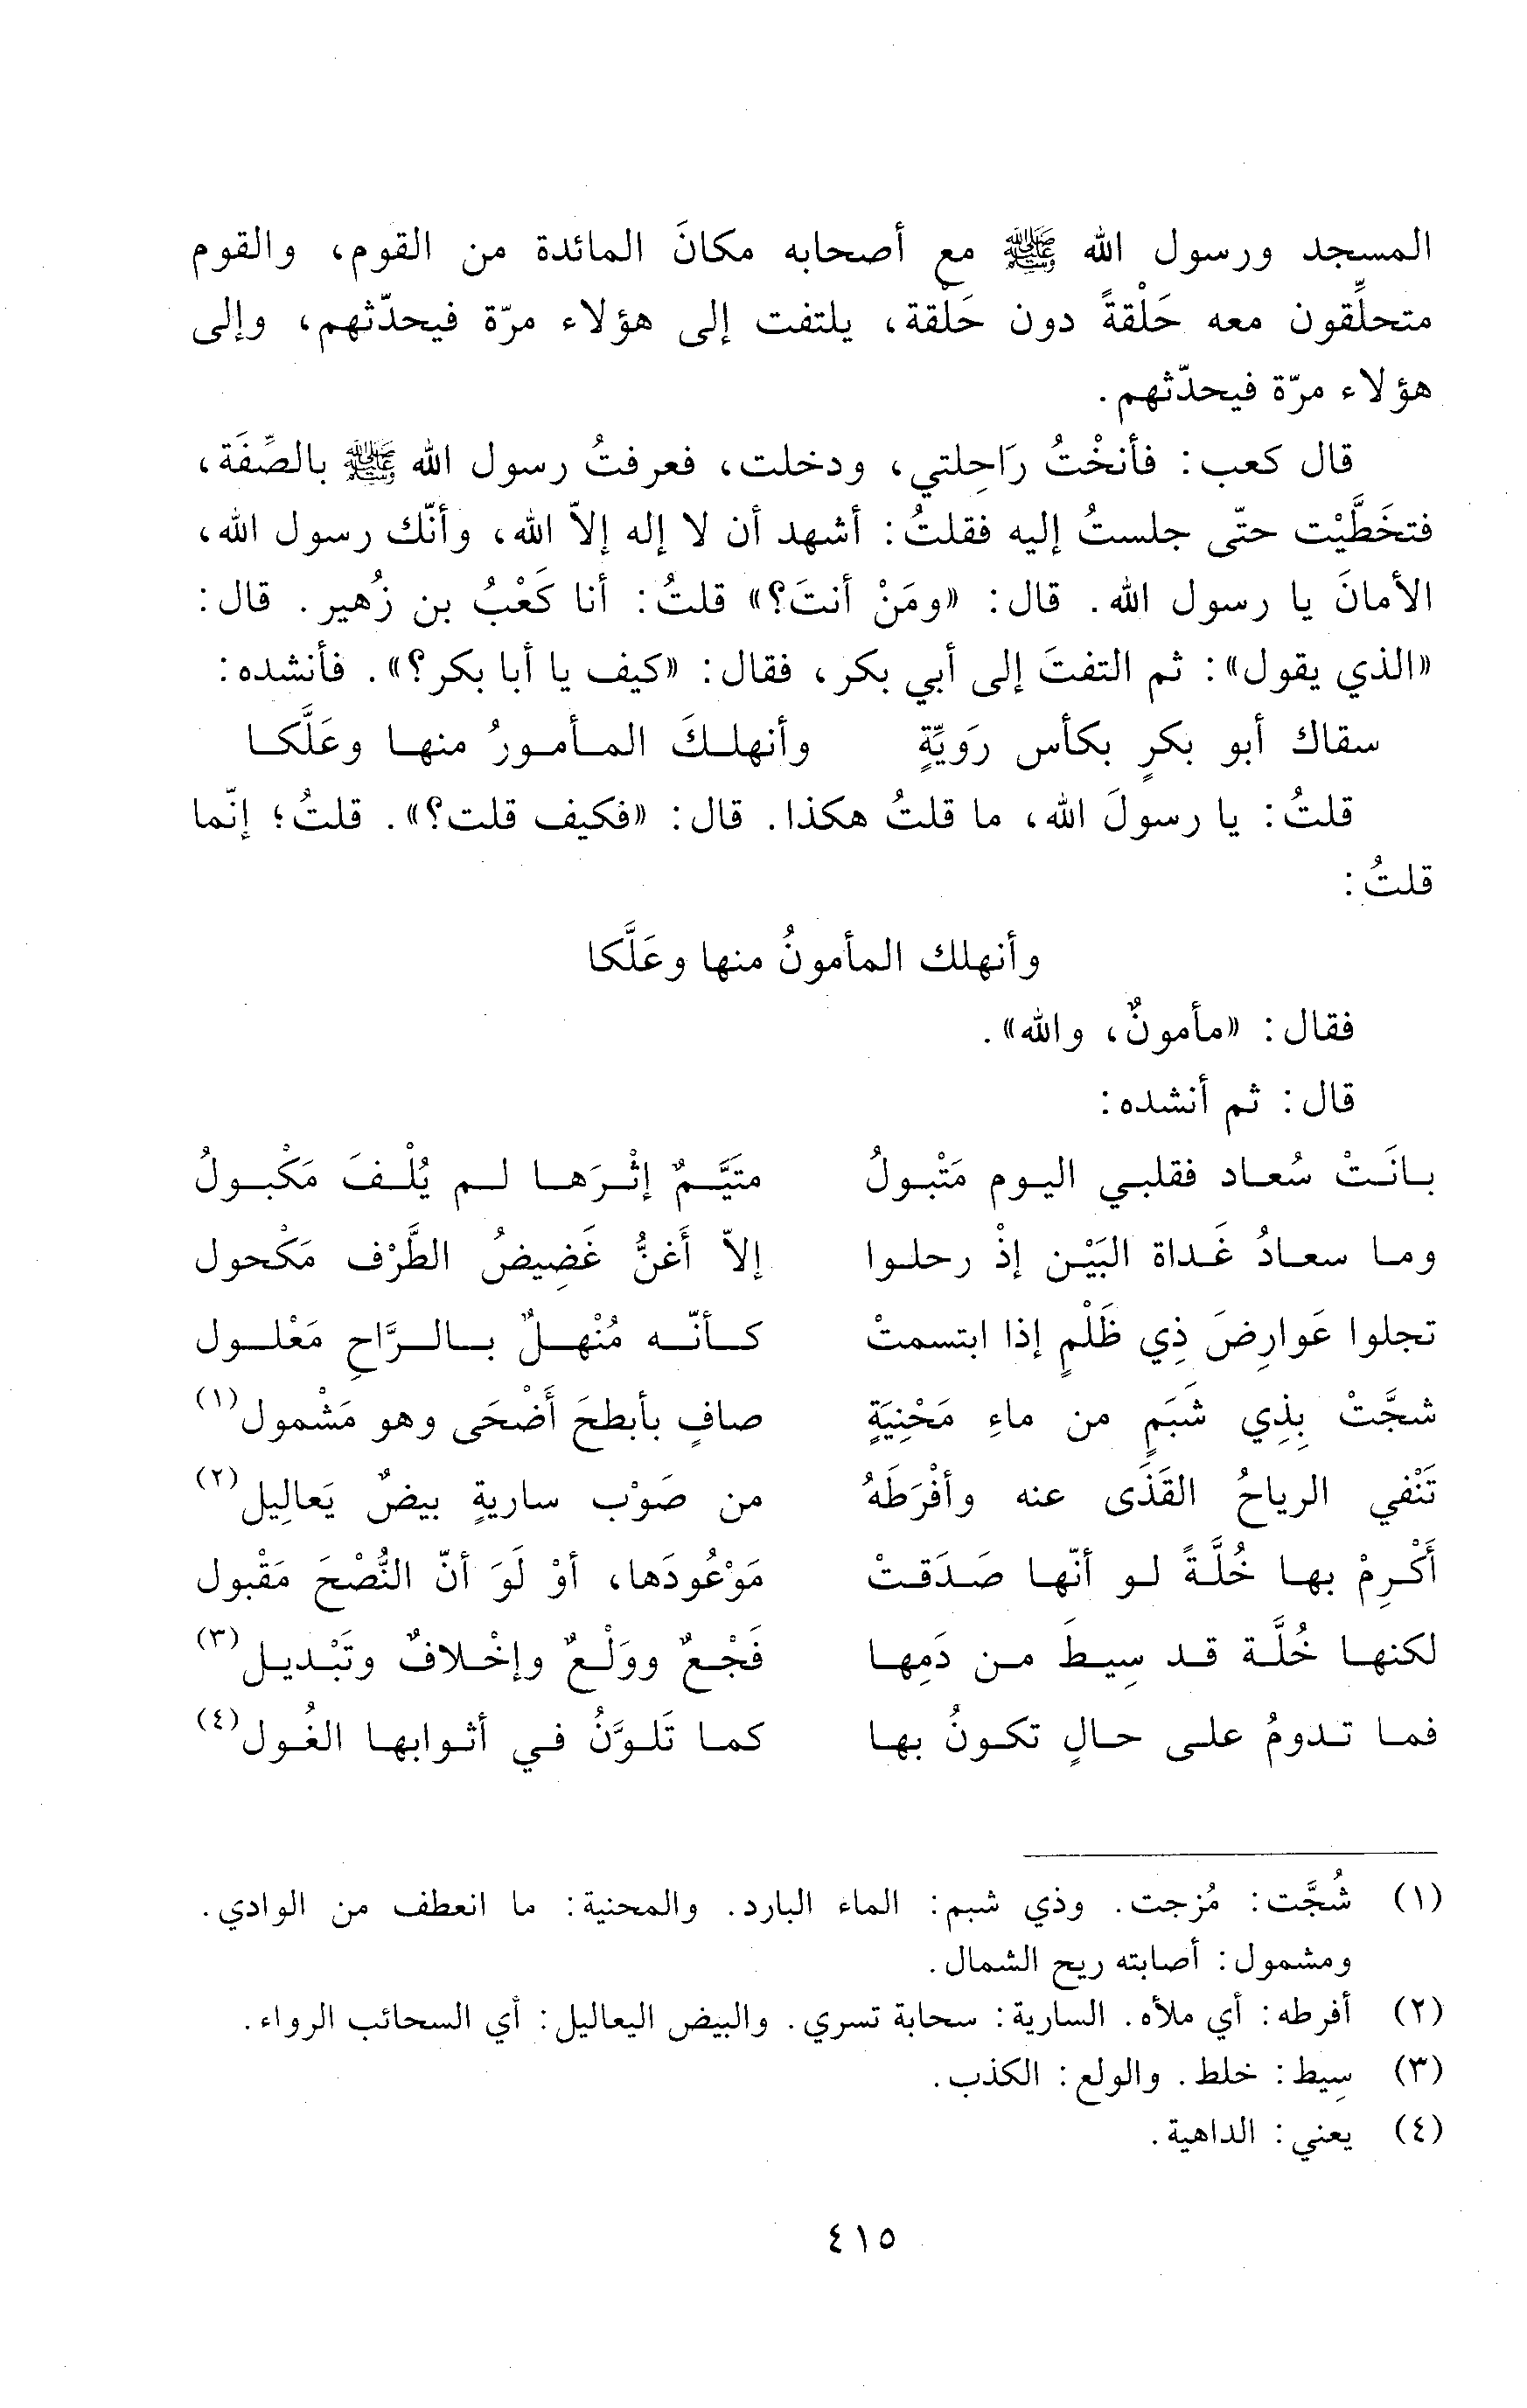 المسجد ورسول الله ﷺ مع أصحابه مكانَ المائدة من القوم، والقوم
متحلِّقون معه حَلْقةً دون حَلْقة، يلتفت إلى هؤلاء مرّة فيحدّثهم، وإلى
هؤلاء مرّة فيحدّثهم.
قال كعب: فأنخْتُ رَاحِلتي، ودخلت، فعرفتُ رسول الله ﷺ بالصِّفَة،
فتخَطَّيْت حتّى جلستُ إليه فقلتُ: أشهد أن لا إله إلاّ الله، وأنّك رسول الله،
الأمانَ يا رسول الله. قال: «ومَنْ أنتَ؟» قلتُ: أنا كَعْبُ بن زُهير. قال:
«الذي يقول»: ثم التفتَ إلى أبي بكر، فقال: «كيف يا أبا بكر؟». فأنشده:
سقاك أبو بكرٍ بكأس رَوِيَّةٍ وأنهلكَ المأمورُ منها وعَلَّكا
قلتُ: يا رسولَ الله، ما قلتُ هكذا. قال: «فكيف قلت؟». قلتُ؛ إنّما
قلتُ:
وأنهلك المأمونُ منها وعَلَّكا
فقال: «مأمونٌ، والله».
قال: ثم أنشده:
بانَتْ سُعاد فقلبي اليوم مَتْبولُ متَيَّمٌ إثْرَها لم يُلْفَ مَكْبولُ
وما سعادُ غَداة البَيْن إذْ رحلوا إلاّ أَغنُّ غَضِيضُ الطَّرْف مَكْحول
تجلوا عَوارِضَ ذِي ظَلْمٍ إذا ابتسمتْ كأنّه مُنْهلٌ بالرَّاحِ مَعْلول
شجَّتْ بِذِي شَبَمٍ من ماءِ مَحْنِيَةٍ صافٍ بأبطحَ أَضْحَى وهو مَشْمول(١)
تَنْفي الرياحُ القَذَى عنه وأفْرَطَهُ من صَوْب ساريةٍ بيضٌ يَعالِيل(٢)
أَكْرِمْ بها خُلَّةً لو أنّها صَدَقتْ مَوْعُودَها، أوْ لَوَ أنّ النُّصْحَ مَقْبول
لكنها خُلَّة قد سِيطَ من دَمِها فَجْعٌ ووَلْعٌ وإخْلافٌ وتَبْديل(٣)
فما تدومُ على حالٍ تكونُ بها كما تَلوَّنُ في أثوابها الغُول(٤)
(١) شُجَّت: مُزجت. وذي شبم: الماء البارد. والمحنية: ما انعطف من الوادي.
ومشمول: أصابته ريح الشمال.
(٢) أفرطه: أي ملأه. السارية: سحابة تسري. والبيض اليعاليل: أي السحائب الرواء.
(٣) سِيط: خلط. والولع: الكذب.
(٤) يعني: الداهية.
٤١٥